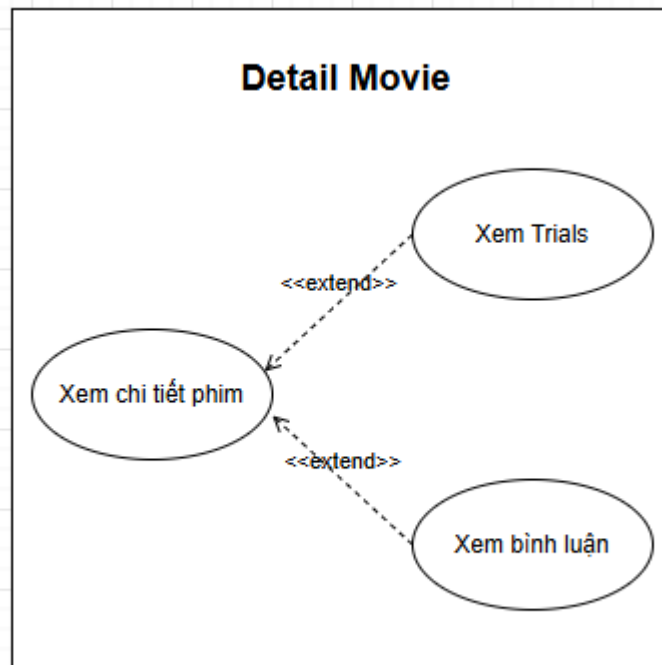 Detail Movie
Xem Trials
<<extend>>
Xem chi tiết phim
<<extend>>
Xem bình luận